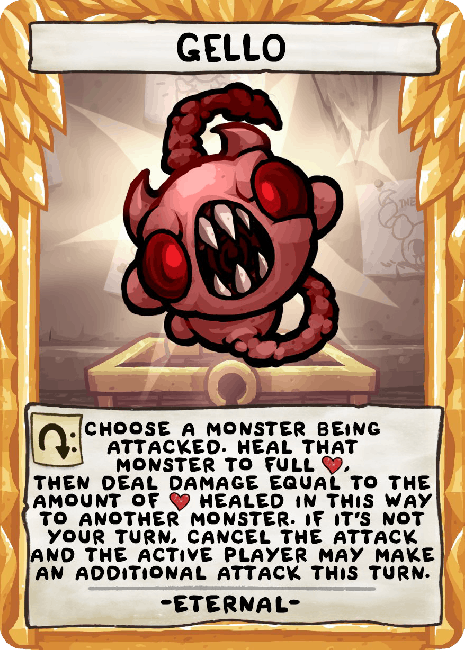 GELLO
CHOOSE A MONSTER BEING
ATTACKED. HEAL THAT
MONSTER TO FULL ❤,
THEN DEAL DAMAGE EQUAL TO THE
AMOUNT OF ❤ HEALED IN THIS WAY
TO ANOTHER MONSTER. IF IT'S NOT
YOUR TURN, CANCEL THE ATTACK
AND THE ACTIVE PLAYER MAY MAKE
AN ADDITIONAL ATTACK THIS TURN.
-ETERNAL-